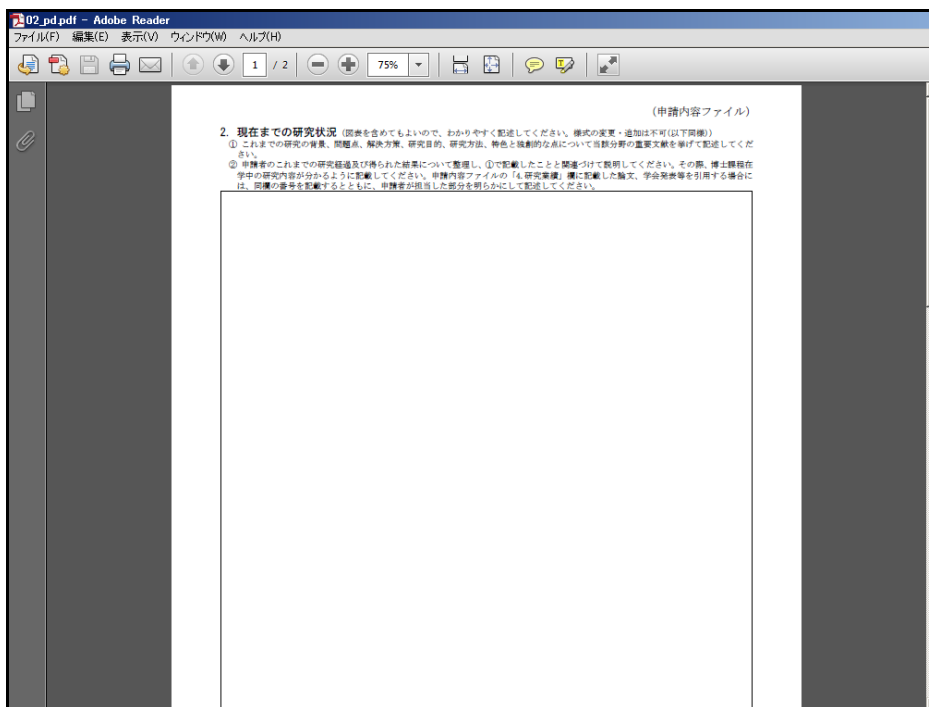 02_pd.pdf - Adobe Reader
ファイル(F) 編集(E) 表示(V) ウィンドウ(W) ヘルプ(H)
1 / 2 75%
(申請内容ファイル)
2. 現在までの研究状況 (図表を含めてもよいので、わかりやすく記述してください。様式の変更・追加は不可(以下同様))
① これまでの研究の背景、問題点、解決方策、研究目的、研究方法、特色と独創的な点について当該分野の重要文献を挙げて記述してくだ
さい。
② 申請者のこれまでの研究経過及び得られた結果について整理し、①で記載したことと関連づけて説明してください。その際、博士課程在
学中の研究内容が分かるように記載してください。申請内容ファイルの「4.研究業績」欄に記載した論文、学会発表等を引用する場合に
は、同欄の番号を記載するとともに、申請者が担当した部分を明らかにして記述してください。